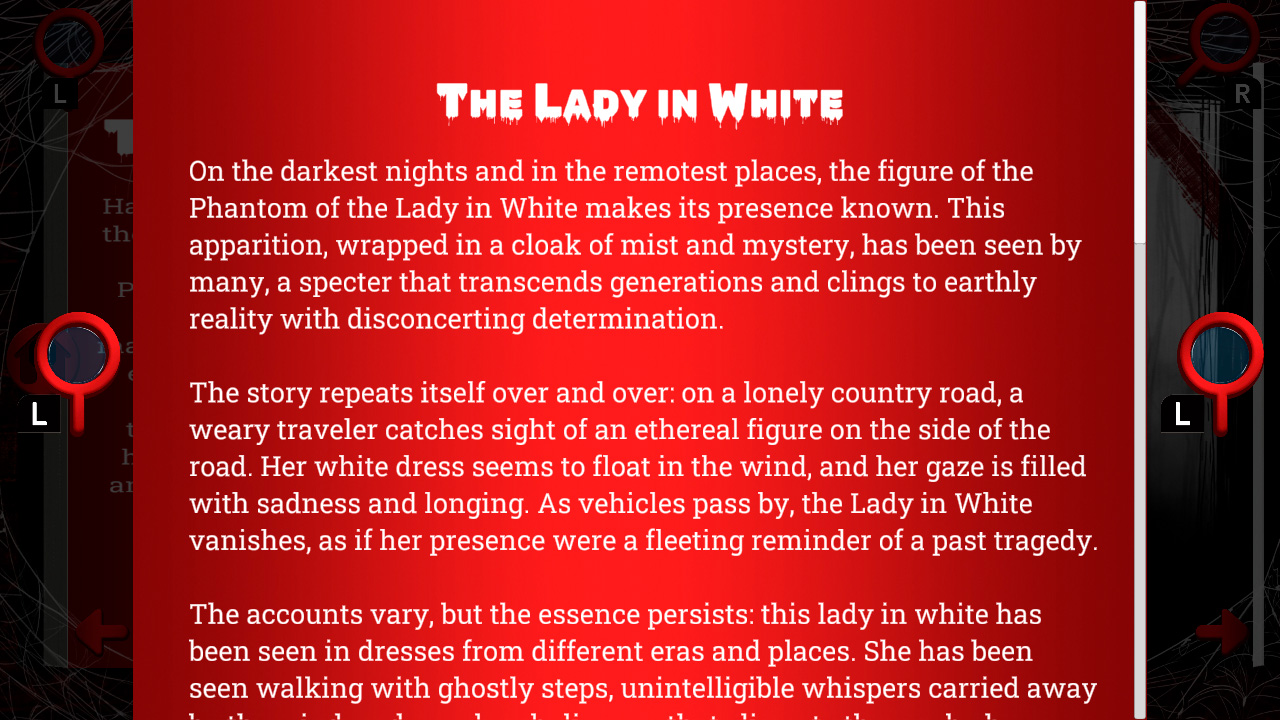 The Lady in White
On the darkest nights and in the remotest places, the figure of the
Phantom of the Lady in White makes its presence known. This
apparition, wrapped in a cloak of mist and mystery, has been seen by
many, a specter that transcends generations and clings to earthly
reality with disconcerting determination.
The story repeats itself over and over: on a lonely country road, a
weary traveler catches sight of an ethereal figure on the side of the
road. Her white dress seems to float in the wind, and her gaze is filled
with sadness and longing. As vehicles pass by, the Lady in White
vanishes, as if her presence were a fleeting reminder of a past tragedy.
The accounts vary, but the essence persists: this lady in white has
been seen in dresses from different eras and places. She has been
seen walking with ghostly steps, unintelligible whispers carried away
L
R
L
L